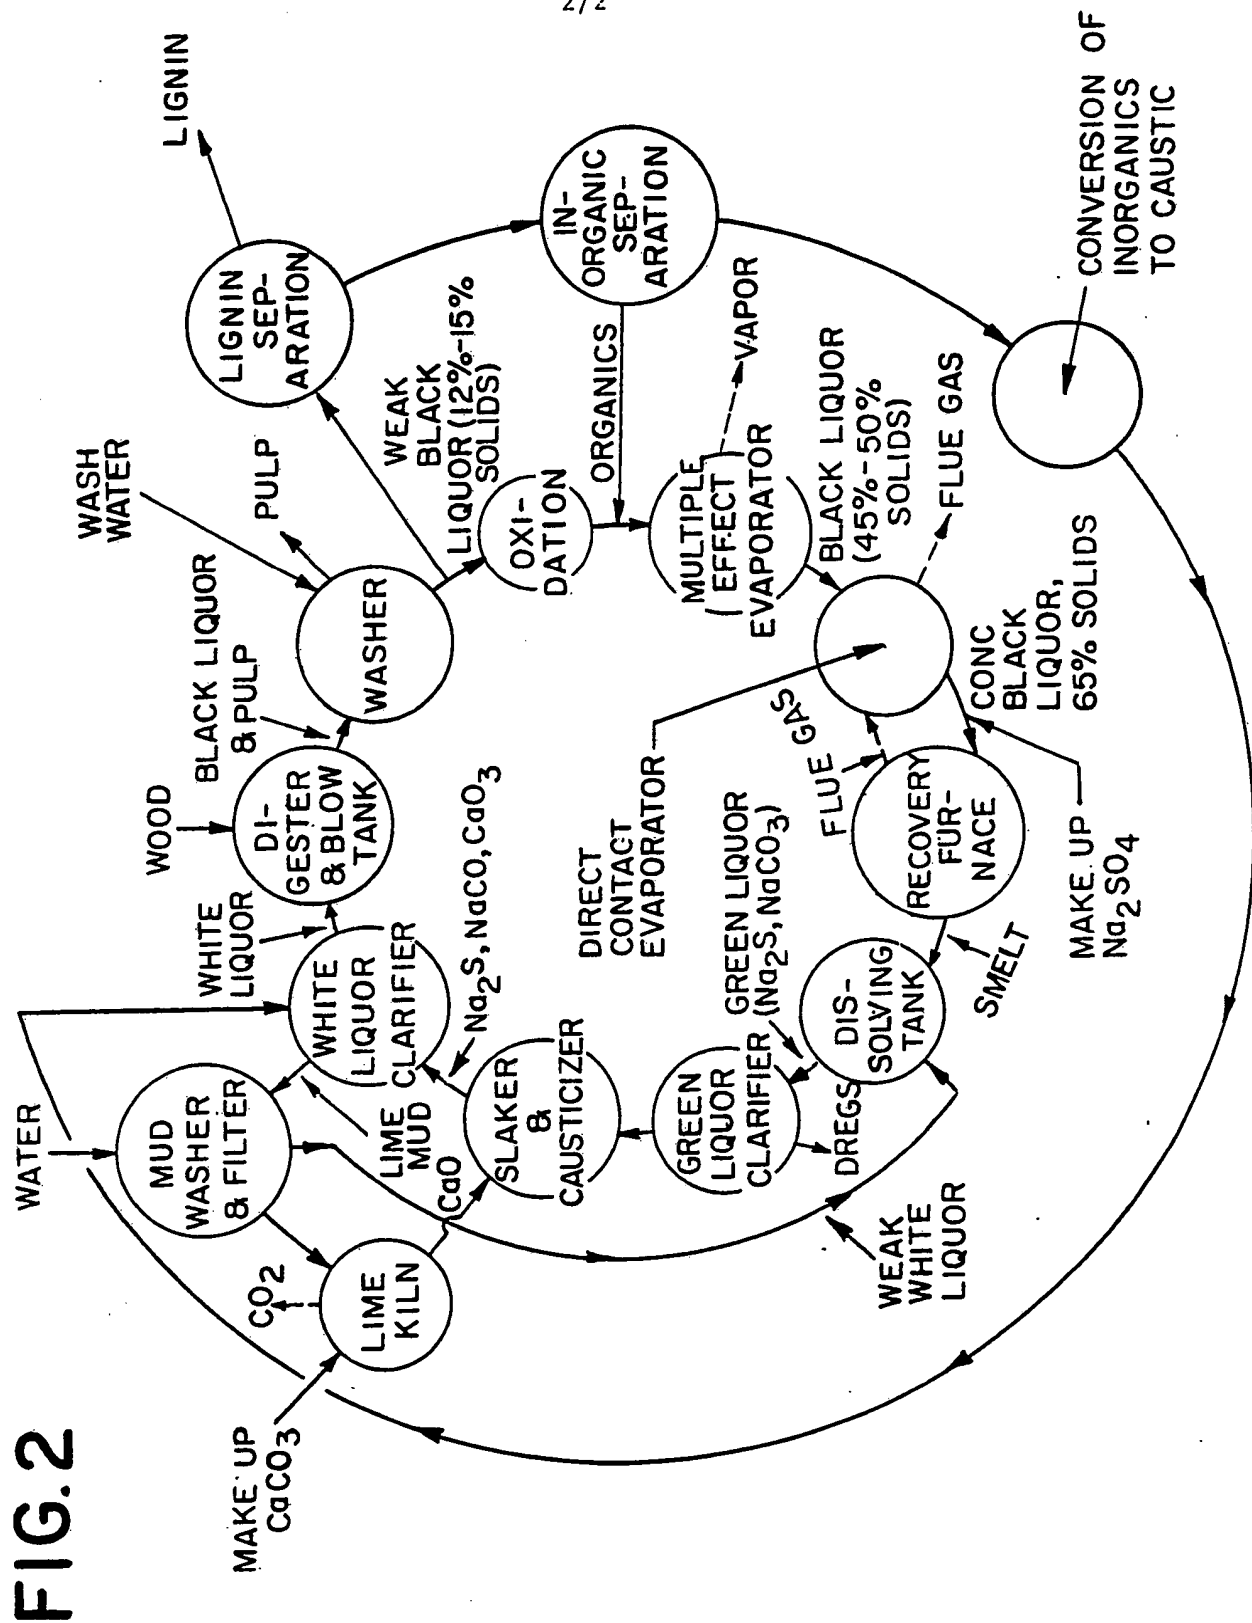 2/2
FIG. 2
LIGNIN
LIGNIN
SEP-
ARATION
IN-
ORGANIC
SEP-
ARATION
CONVERSION OF
INORGANICS
TO CAUSTIC
WASH
WATER
PULP
WASHER
WEAK
BLACK
LIQUOR (12%-15%
SOLIDS)
OXI-
DATION
ORGANICS
MULTIPLE
EFFECT
EVAPORATOR
VAPOR
BLACK LIQUOR
(45%-50%
SOLIDS)
FLUE GAS
CONC
BLACK
LIQUOR,
65% SOLIDS
DIRECT
CONTACT
EVAPORATOR
FLUE GAS
RECOVERY
FUR-
NACE
MAKE UP
Na2SO4
SMELT
DIS-
SOLVING
TANK
GREEN LIQUOR
(Na2S, NaCO3)
GREEN
LIQUOR
CLARIFIER
DREGS
WEAK
WHITE
LIQUOR
SLAKER
&
CAUSTICIZER
Na2S, NaCO, CaO3
CaO
LIME
MUD
WHITE
LIQUOR
CLARIFIER
WHITE
LIQUOR
WOOD
DI-
GESTER
& BLOW
TANK
BLACK LIQUOR
& PULP
WATER
MUD
WASHER
& FILTER
CO2
LIME
KILN
MAKE UP
CaCO3